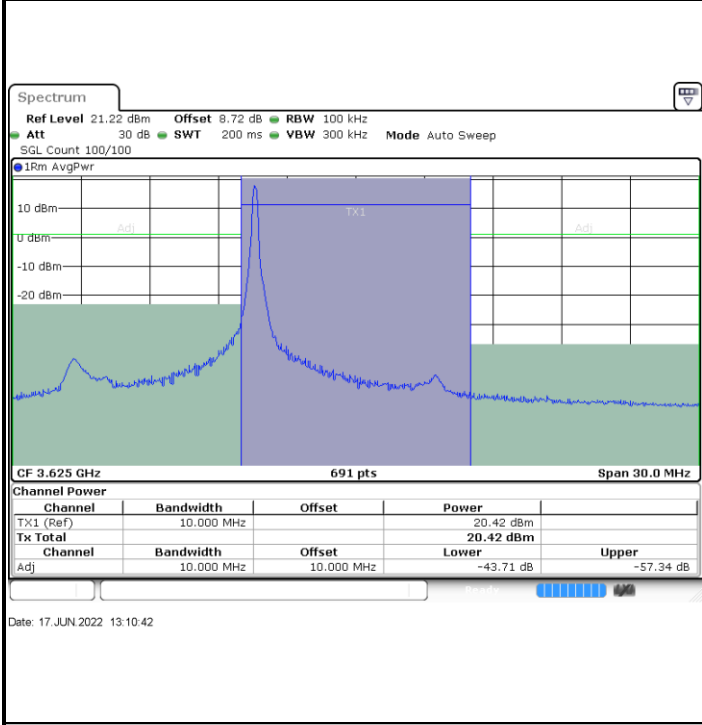 Spectrum
Ref Level 21.22 dBm Offset 8.72 dB RBW 100 kHz
Att 30 dB SWT 200 ms VBW 300 kHz Mode Auto Sweep
SGL Count 100/100
1Rm AvgPwr
10 dBm
TX1
Adj
Adj
0 dBm
-10 dBm
-20 dBm
CF 3.625 GHz 691 pts Span 30.0 MHz
Channel Power
Channel Bandwidth Offset Power
TX1 (Ref) 10.000 MHz 20.42 dBm
Tx Total 20.42 dBm
Channel Bandwidth Offset Lower Upper
Adj 10.000 MHz 10.000 MHz -43.71 dB -57.34 dB
Ready
Date: 17.JUN.2022 13:10:42